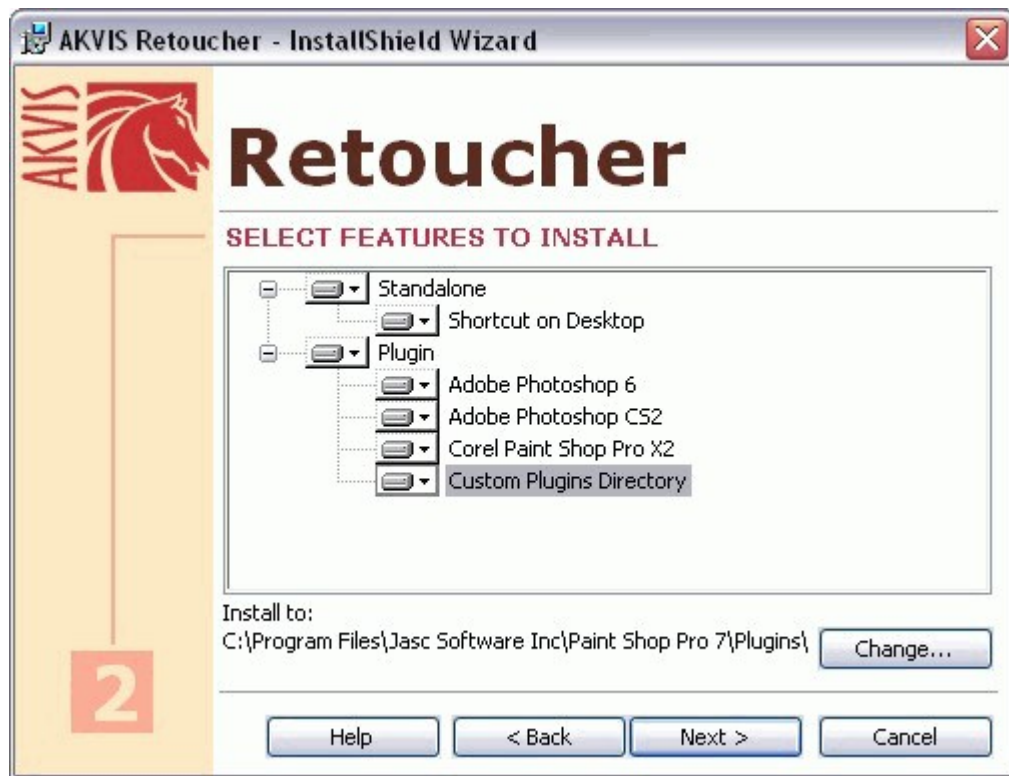 AKVIS Retoucher - InstallShield Wizard
AKVIS
Retoucher
SELECT FEATURES TO INSTALL
Standalone
Shortcut on Desktop
Plugin
Adobe Photoshop 6
Adobe Photoshop CS2
Corel Paint Shop Pro X2
Custom Plugins Directory
Install to:
C:\Program Files\Jasc Software Inc\Paint Shop Pro 7\Plugins\ Change...
2
Help < Back Next > Cancel